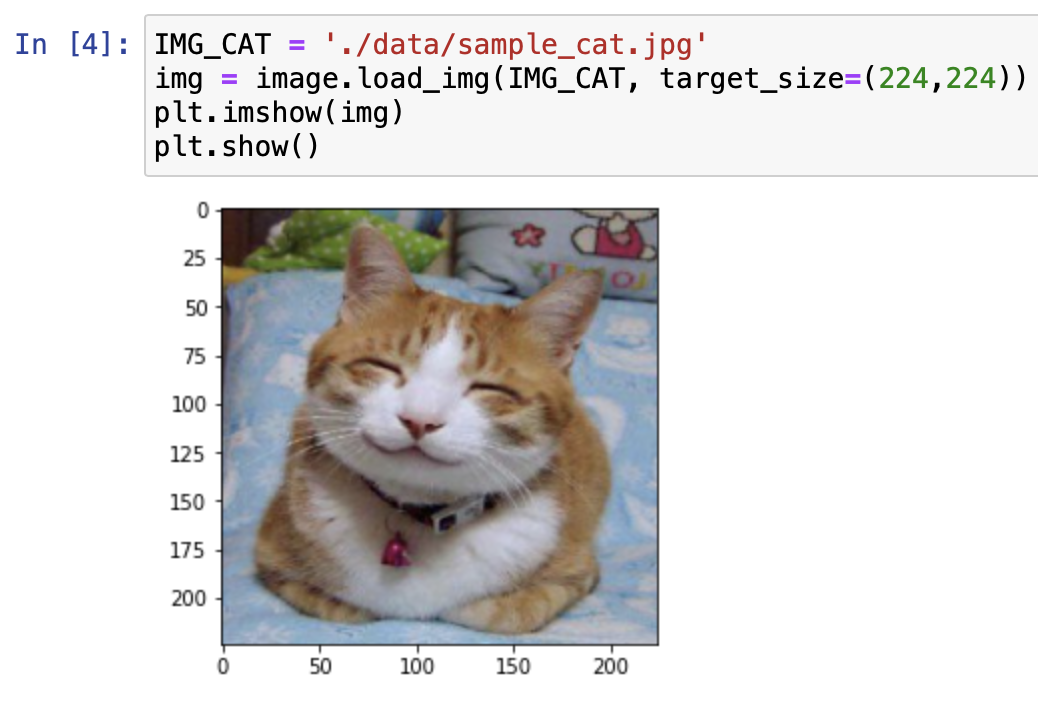 In [4]:
IMG_CAT = './data/sample_cat.jpg'
img = image.load_img(IMG_CAT, target_size=(224,224))
plt.imshow(img)
plt.show()
0
25
50
75
100
125
150
175
200
0 50 100 150 200